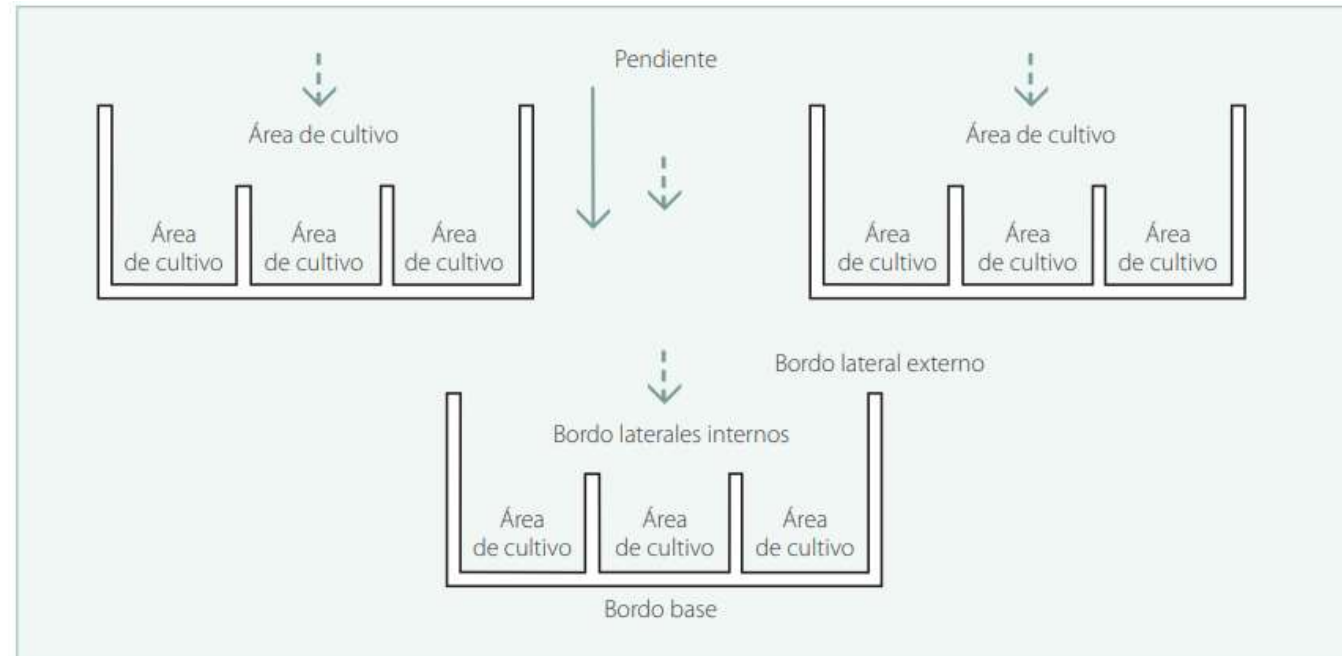 Pendiente
Área de cultivo
Área de cultivo
Área
de cultivo
Área
de cultivo
Área
de cultivo
Área
de cultivo
Área
de cultivo
Área
de cultivo
Bordo lateral externo
Bordo laterales internos
Área
de cultivo
Área
de cultivo
Área
de cultivo
Bordo base